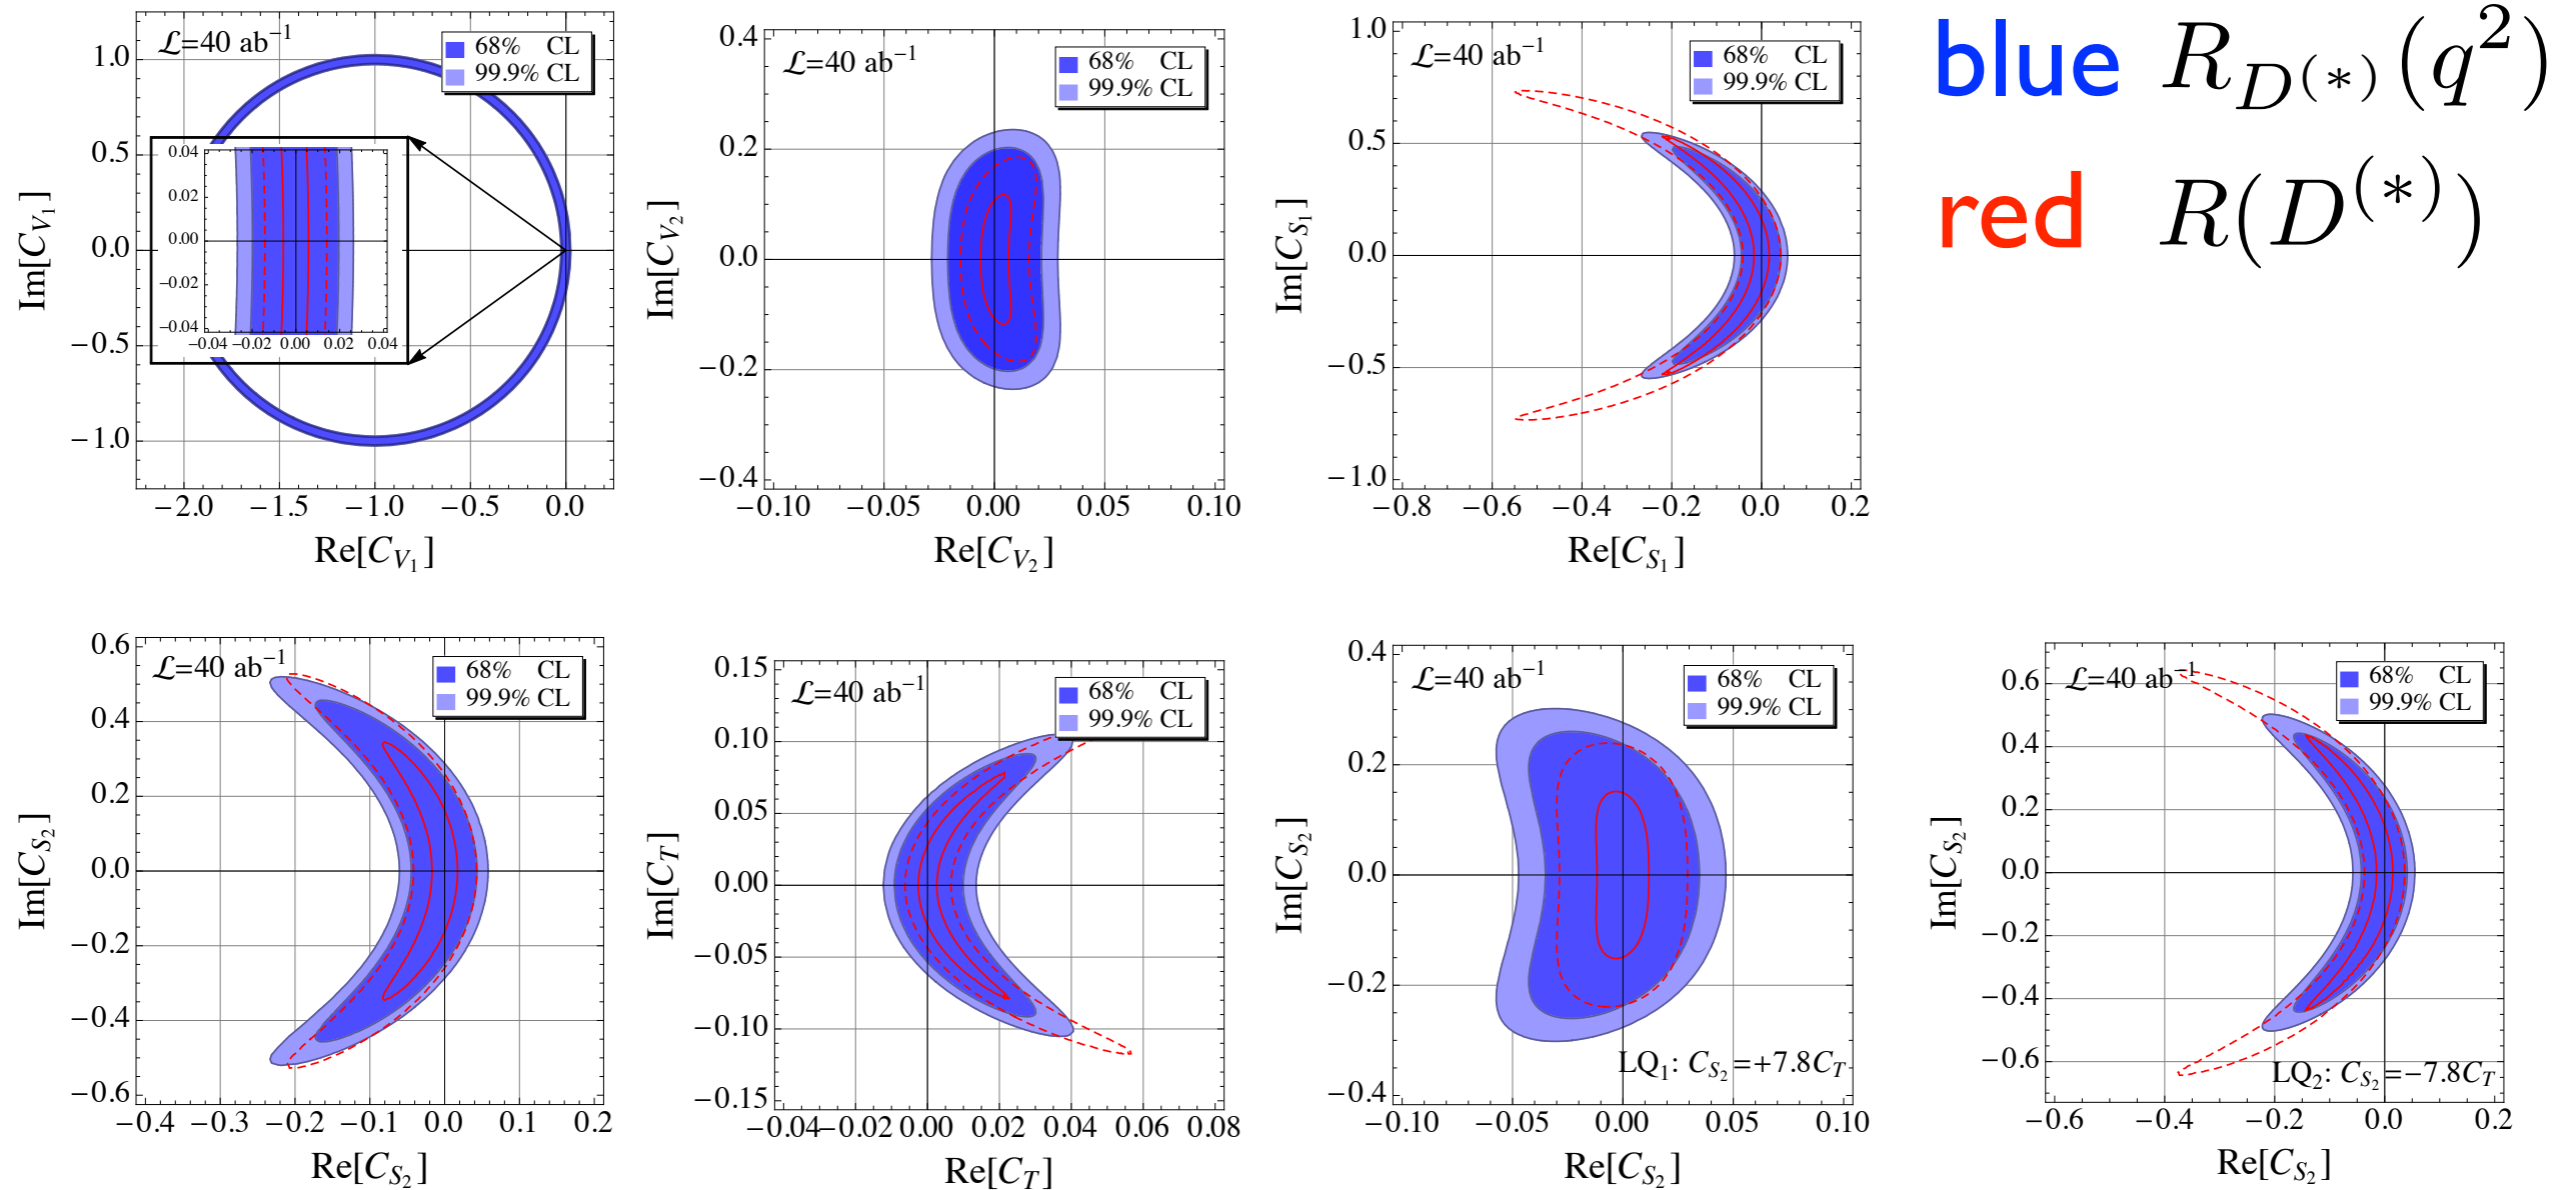 ℒ=40 ab⁻¹
68% CL
99.9% CL
1.0
0.5
0.0
−0.5
−1.0
0.04
0.02
0.00
−0.02
−0.04
−0.04 −0.02 0.00 0.02 0.04
−2.0 −1.5 −1.0 −0.5 0.0
Re[C_{V_1}]
Im[C_{V_1}]
ℒ=40 ab⁻¹
68% CL
99.9% CL
0.4
0.2
0.0
−0.2
−0.4
−0.10 −0.05 0.00 0.05 0.10
Re[C_{V_2}]
Im[C_{V_2}]
ℒ=40 ab⁻¹
68% CL
99.9% CL
1.0
0.5
0.0
−0.5
−1.0
−0.8 −0.6 −0.4 −0.2 0.0 0.2
Re[C_{S_1}]
Im[C_{S_1}]
blue R_{D^{(*)}}(q²)
red R(D^{(*)})
ℒ=40 ab⁻¹
68% CL
99.9% CL
0.6
0.4
0.2
0.0
−0.2
−0.4
−0.6
−0.4 −0.3 −0.2 −0.1 0.0 0.1 0.2
Re[C_{S_2}]
Im[C_{S_2}]
ℒ=40 ab⁻¹
68% CL
99.9% CL
0.15
0.10
0.05
0.00
−0.05
−0.10
−0.15
−0.04 −0.02 0.00 0.02 0.04 0.06 0.08
Re[C_T]
Im[C_T]
ℒ=40 ab⁻¹
68% CL
99.9% CL
0.4
0.2
0.0
−0.2
−0.4
LQ₁: C_{S_2}=+7.8C_T
−0.10 −0.05 0.00 0.05 0.10
Re[C_{S_2}]
Im[C_{S_2}]
ℒ=40 ab⁻¹
68% CL
99.9% CL
0.6
0.4
0.2
0.0
−0.2
−0.4
−0.6
LQ₂: C_{S_2}=−7.8C_T
−0.6 −0.4 −0.2 0.0 0.2
Re[C_{S_2}]
Im[C_{S_2}]